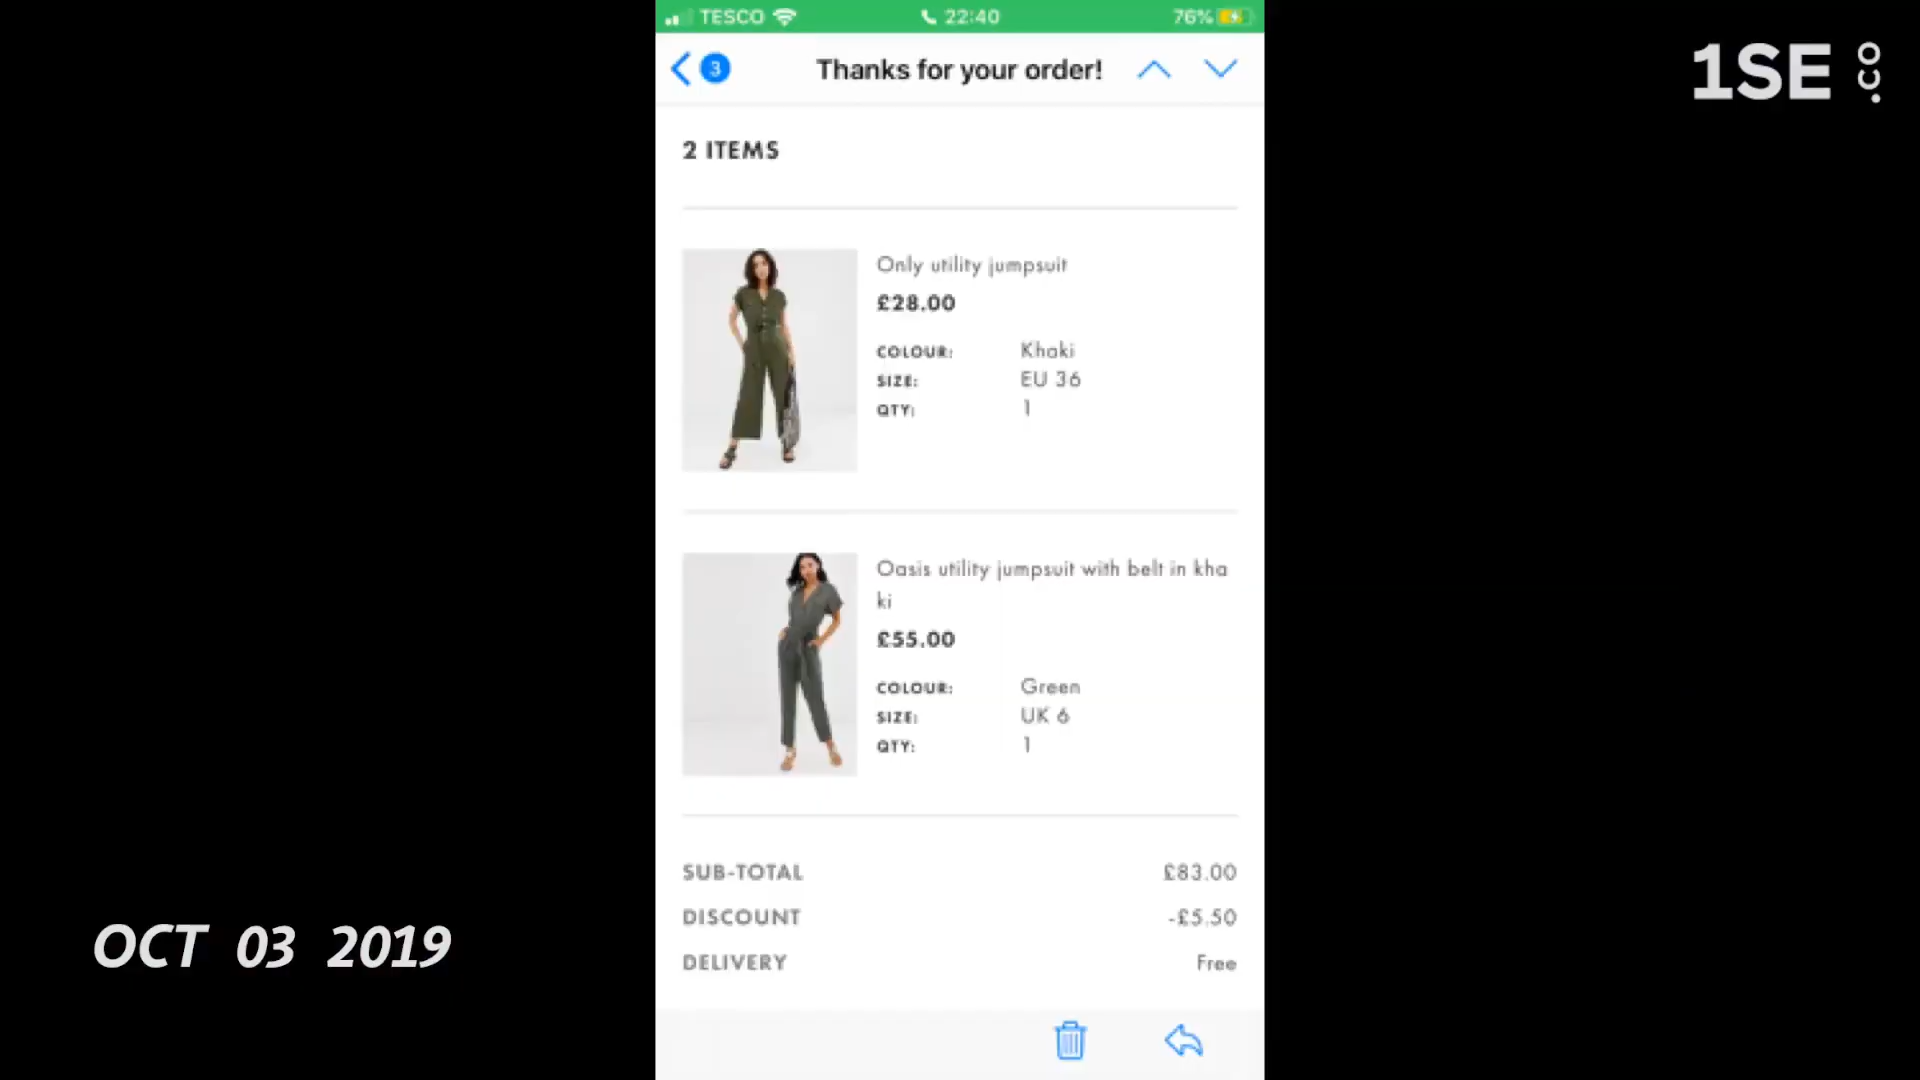 TESCO 22:40 76%
3 Thanks for your order!
2 ITEMS
Only utility jumpsuit
£28.00
COLOUR: Khaki
SIZE: EU 36
QTY: 1
Oasis utility jumpsuit with belt in kha
ki
£55.00
COLOUR: Green
SIZE: UK 6
QTY: 1
SUB-TOTAL £83.00
DISCOUNT -£5.50
DELIVERY Free
OCT 03 2019
1SE .co